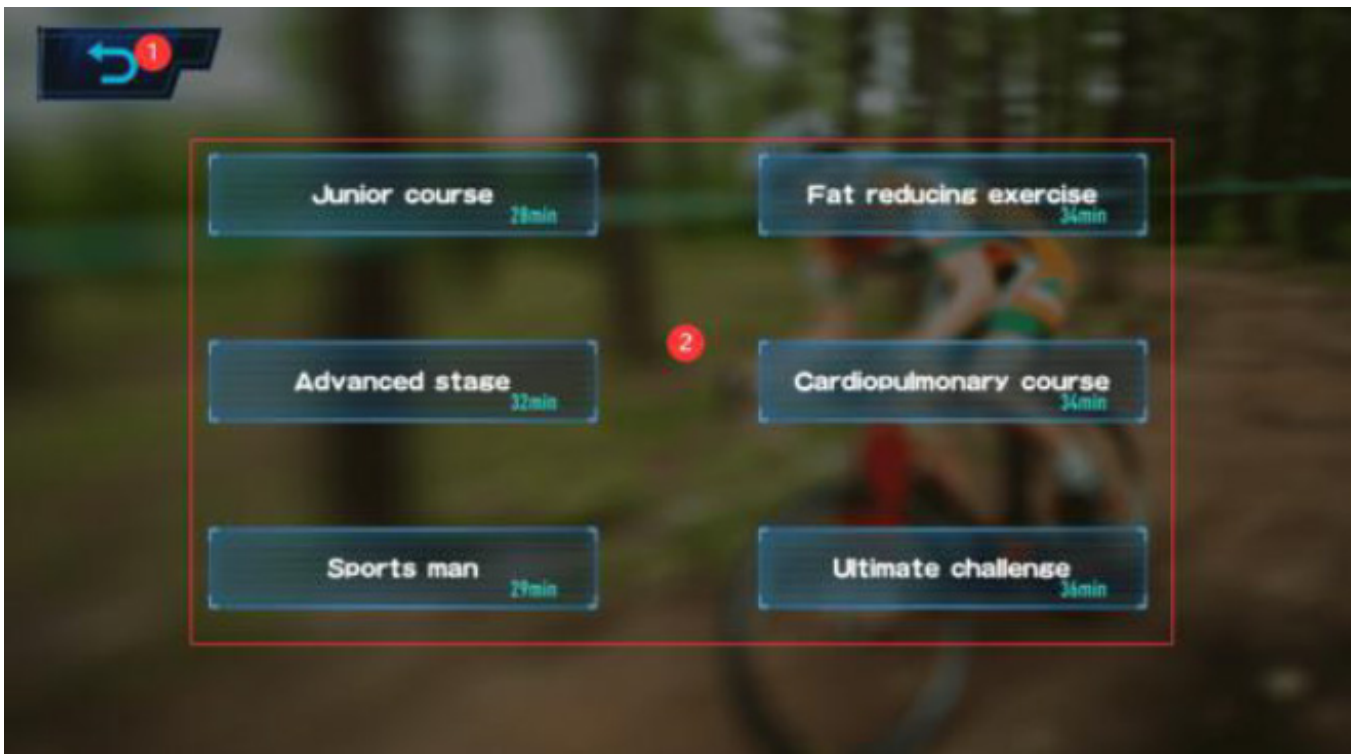 1
Junior course
28min
Fat reducing exercise
34min
2
Advanced stage
32min
Cardiopulmonary course
34min
Sports man
29min
Ultimate challenge
36min